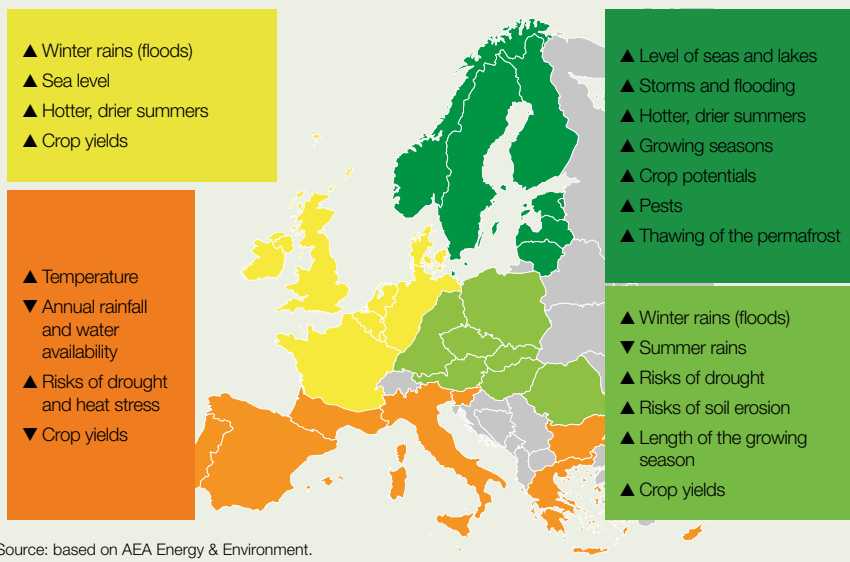 ▲ Winter rains (floods)
▲ Sea level
▲ Hotter, drier summers
▲ Crop yields
▲ Temperature
▼ Annual rainfall
and water
availability
▲ Risks of drought
and heat stress
▼ Crop yields
▲ Level of seas and lakes
▲ Storms and flooding
▲ Hotter, drier summers
▲ Growing seasons
▲ Crop potentials
▲ Pests
▲ Thawing of the permafrost
▲ Winter rains (floods)
▼ Summer rains
▲ Risks of drought
▲ Risks of soil erosion
▲ Length of the growing
season
▲ Crop yields
Source: based on AEA Energy & Environment.